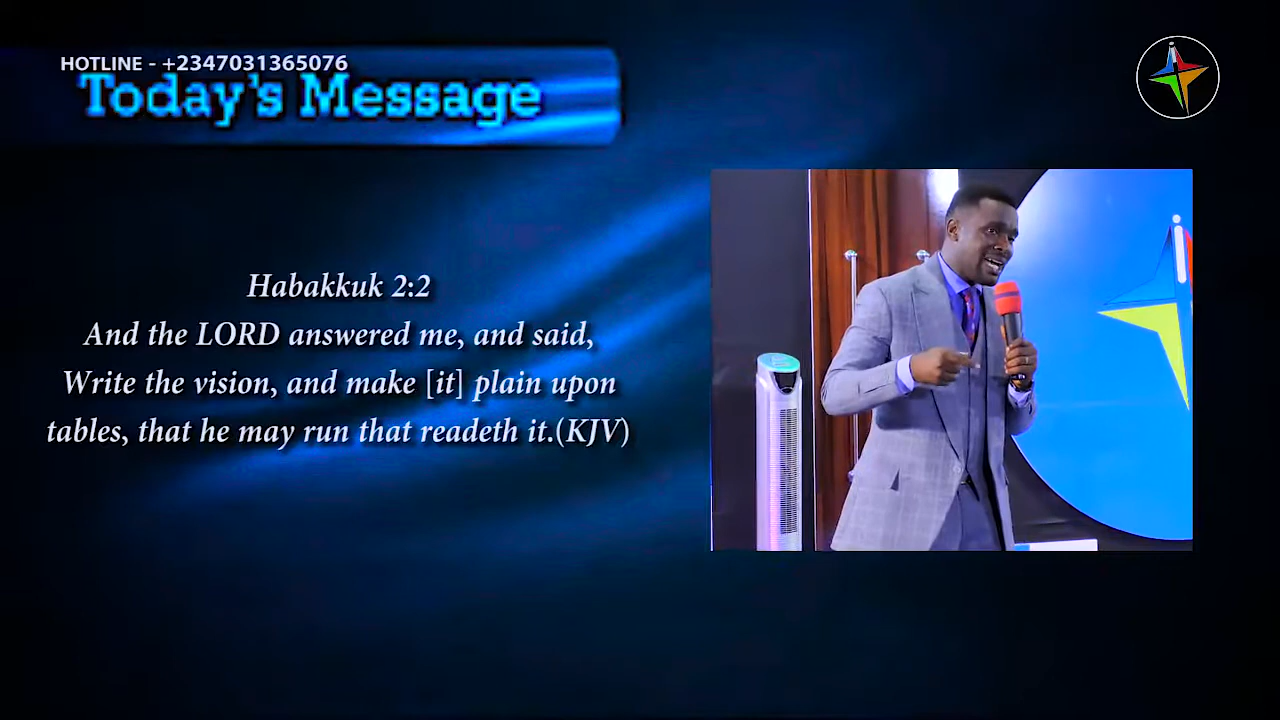 HOTLINE - +2347031365076
Today's Message
Habakkuk 2:2
And the LORD answered me, and said,
Write the vision, and make [it] plain upon
tables, that he may run that readeth it.(KJV)